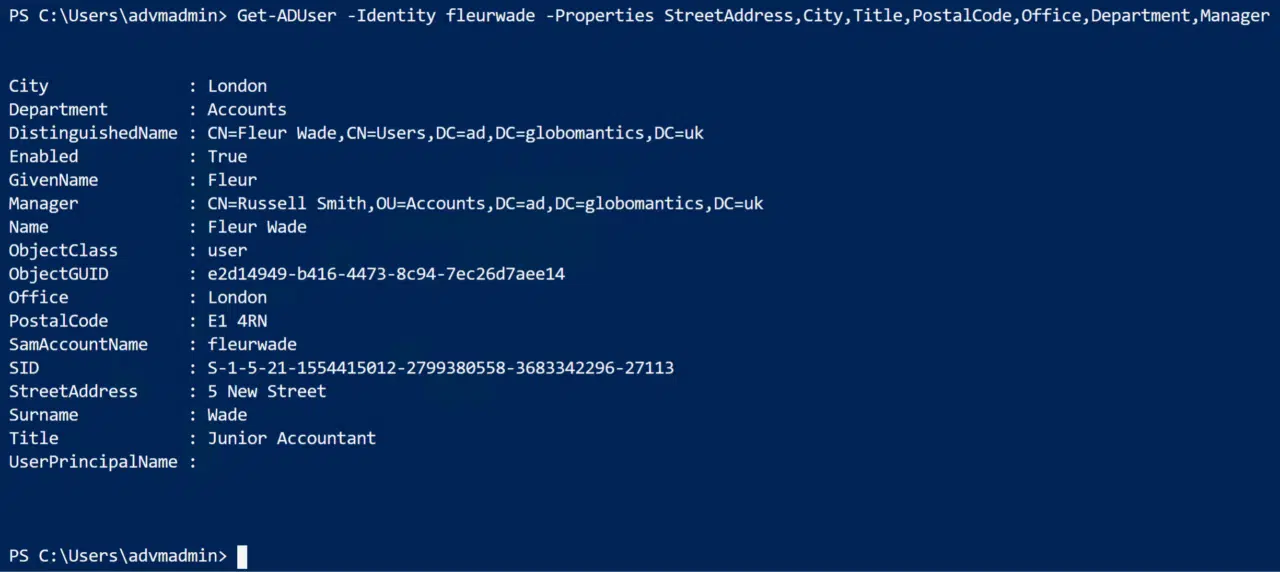 PS C:\Users\advmadmin> Get-ADUser -Identity fleurwade -Properties StreetAddress,City,Title,PostalCode,Office,Department,Manager
City              : London
Department        : Accounts
DistinguishedName : CN=Fleur Wade,CN=Users,DC=ad,DC=globomantics,DC=uk
Enabled           : True
GivenName         : Fleur
Manager           : CN=Russell Smith,OU=Accounts,DC=ad,DC=globomantics,DC=uk
Name              : Fleur Wade
ObjectClass       : user
ObjectGUID        : e2d14949-b416-4473-8c94-7ec26d7aee14
Office            : London
PostalCode        : E1 4RN
SamAccountName    : fleurwade
SID               : S-1-5-21-1554415012-2799380558-3683342296-27113
StreetAddress     : 5 New Street
Surname           : Wade
Title             : Junior Accountant
UserPrincipalName :
PS C:\Users\advmadmin>